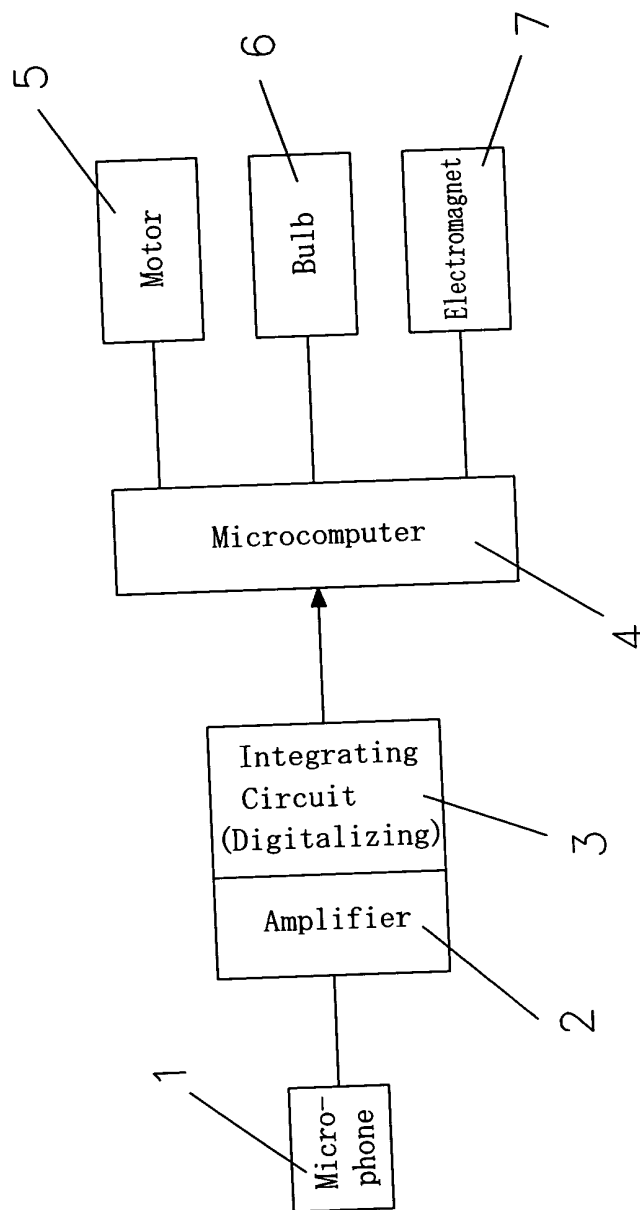 5
Motor
6
Bulb
7
Electromagnet
Microcomputer
4
Integrating
Circuit
(Digitalizing)
3
Amplifier
2
1
Micro-
phone